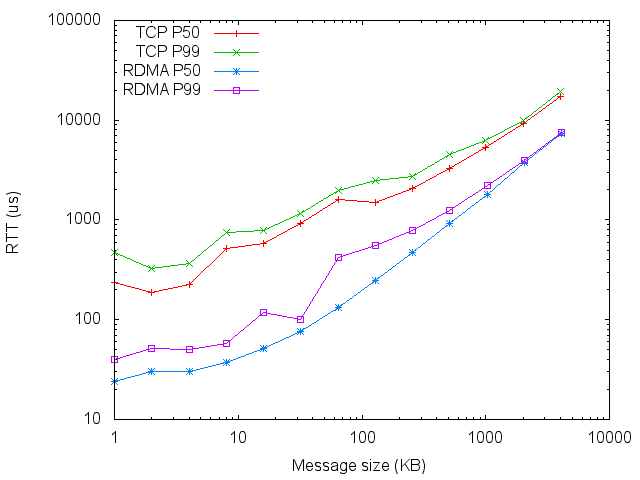 100000
10000
1000
100
10
RTT (us)
TCP P50
TCP P99
RDMA P50
RDMA P99
1 10 100 1000 10000
Message size (KB)